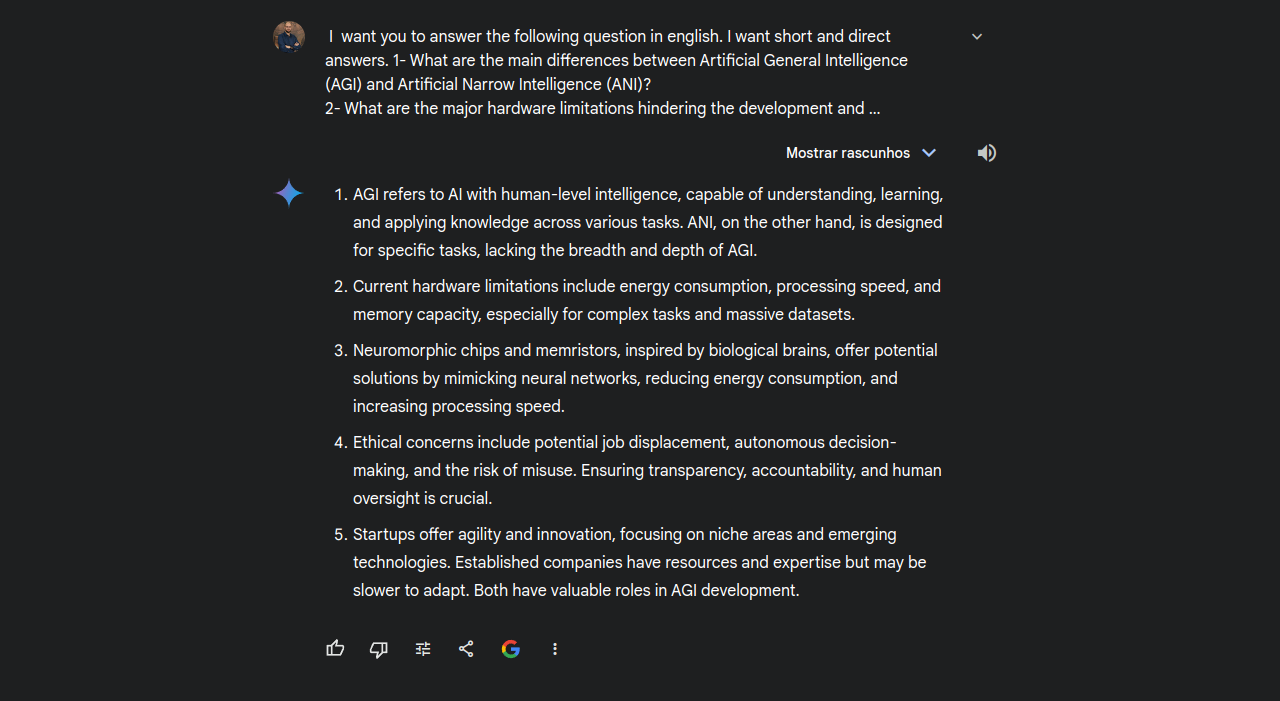 I want you to answer the following question in english. I want short and direct
answers. 1- What are the main differences between Artificial General Intelligence
(AGI) and Artificial Narrow Intelligence (ANI)?
2- What are the major hardware limitations hindering the development and ...
Mostrar rascunhos
1. AGI refers to AI with human-level intelligence, capable of understanding, learning,
and applying knowledge across various tasks. ANI, on the other hand, is designed
for specific tasks, lacking the breadth and depth of AGI.
2. Current hardware limitations include energy consumption, processing speed, and
memory capacity, especially for complex tasks and massive datasets.
3. Neuromorphic chips and memristors, inspired by biological brains, offer potential
solutions by mimicking neural networks, reducing energy consumption, and
increasing processing speed.
4. Ethical concerns include potential job displacement, autonomous decision-
making, and the risk of misuse. Ensuring transparency, accountability, and human
oversight is crucial.
5. Startups offer agility and innovation, focusing on niche areas and emerging
technologies. Established companies have resources and expertise but may be
slower to adapt. Both have valuable roles in AGI development.